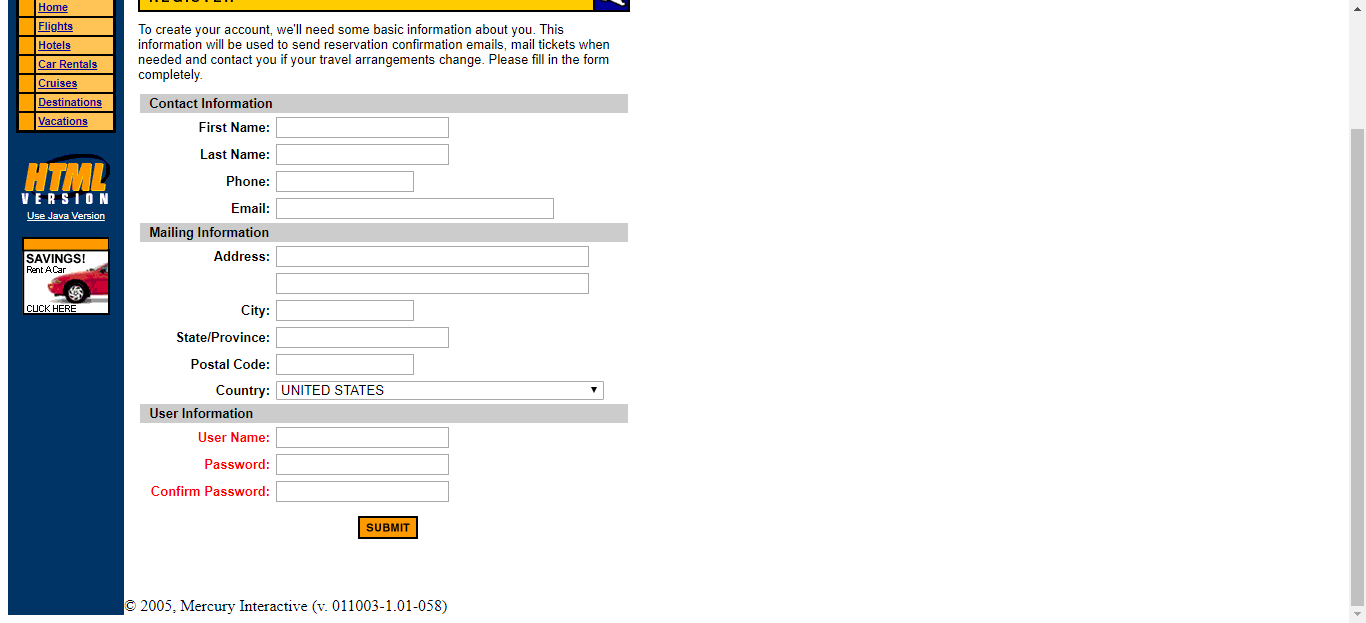 REGISTER
Home
Flights
Hotels
Car Rentals
Cruises
Destinations
Vacations
HTML
VERSION
Use Java Version
SAVINGS!
Rent A Car
CLICK HERE
To create your account, we'll need some basic information about you. This
information will be used to send reservation confirmation emails, mail tickets when
needed and contact you if your travel arrangements change. Please fill in the form
completely.
Contact Information
First Name:
Last Name:
Phone:
Email:
Mailing Information
Address:
City:
State/Province:
Postal Code:
Country: UNITED STATES
User Information
User Name:
Password:
Confirm Password:
SUBMIT
© 2005, Mercury Interactive (v. 011003-1.01-058)